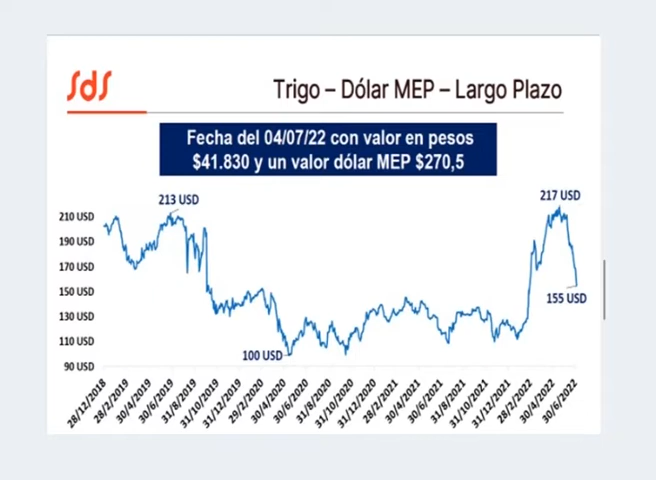 SdS
Trigo – Dólar MEP – Largo Plazo
Fecha del 04/07/22 con valor en pesos
$41.830 y un valor dólar MEP $270,5
213 USD
217 USD
155 USD
100 USD
210 USD
190 USD
170 USD
150 USD
130 USD
110 USD
90 USD
28/12/2018
28/2/2019
30/4/2019
30/6/2019
31/8/2019
31/10/2019
31/12/2019
29/2/2020
30/4/2020
30/6/2020
31/8/2020
31/10/2020
31/12/2020
28/2/2021
30/4/2021
30/6/2021
31/8/2021
31/10/2021
31/12/2021
28/2/2022
30/4/2022
30/6/2022